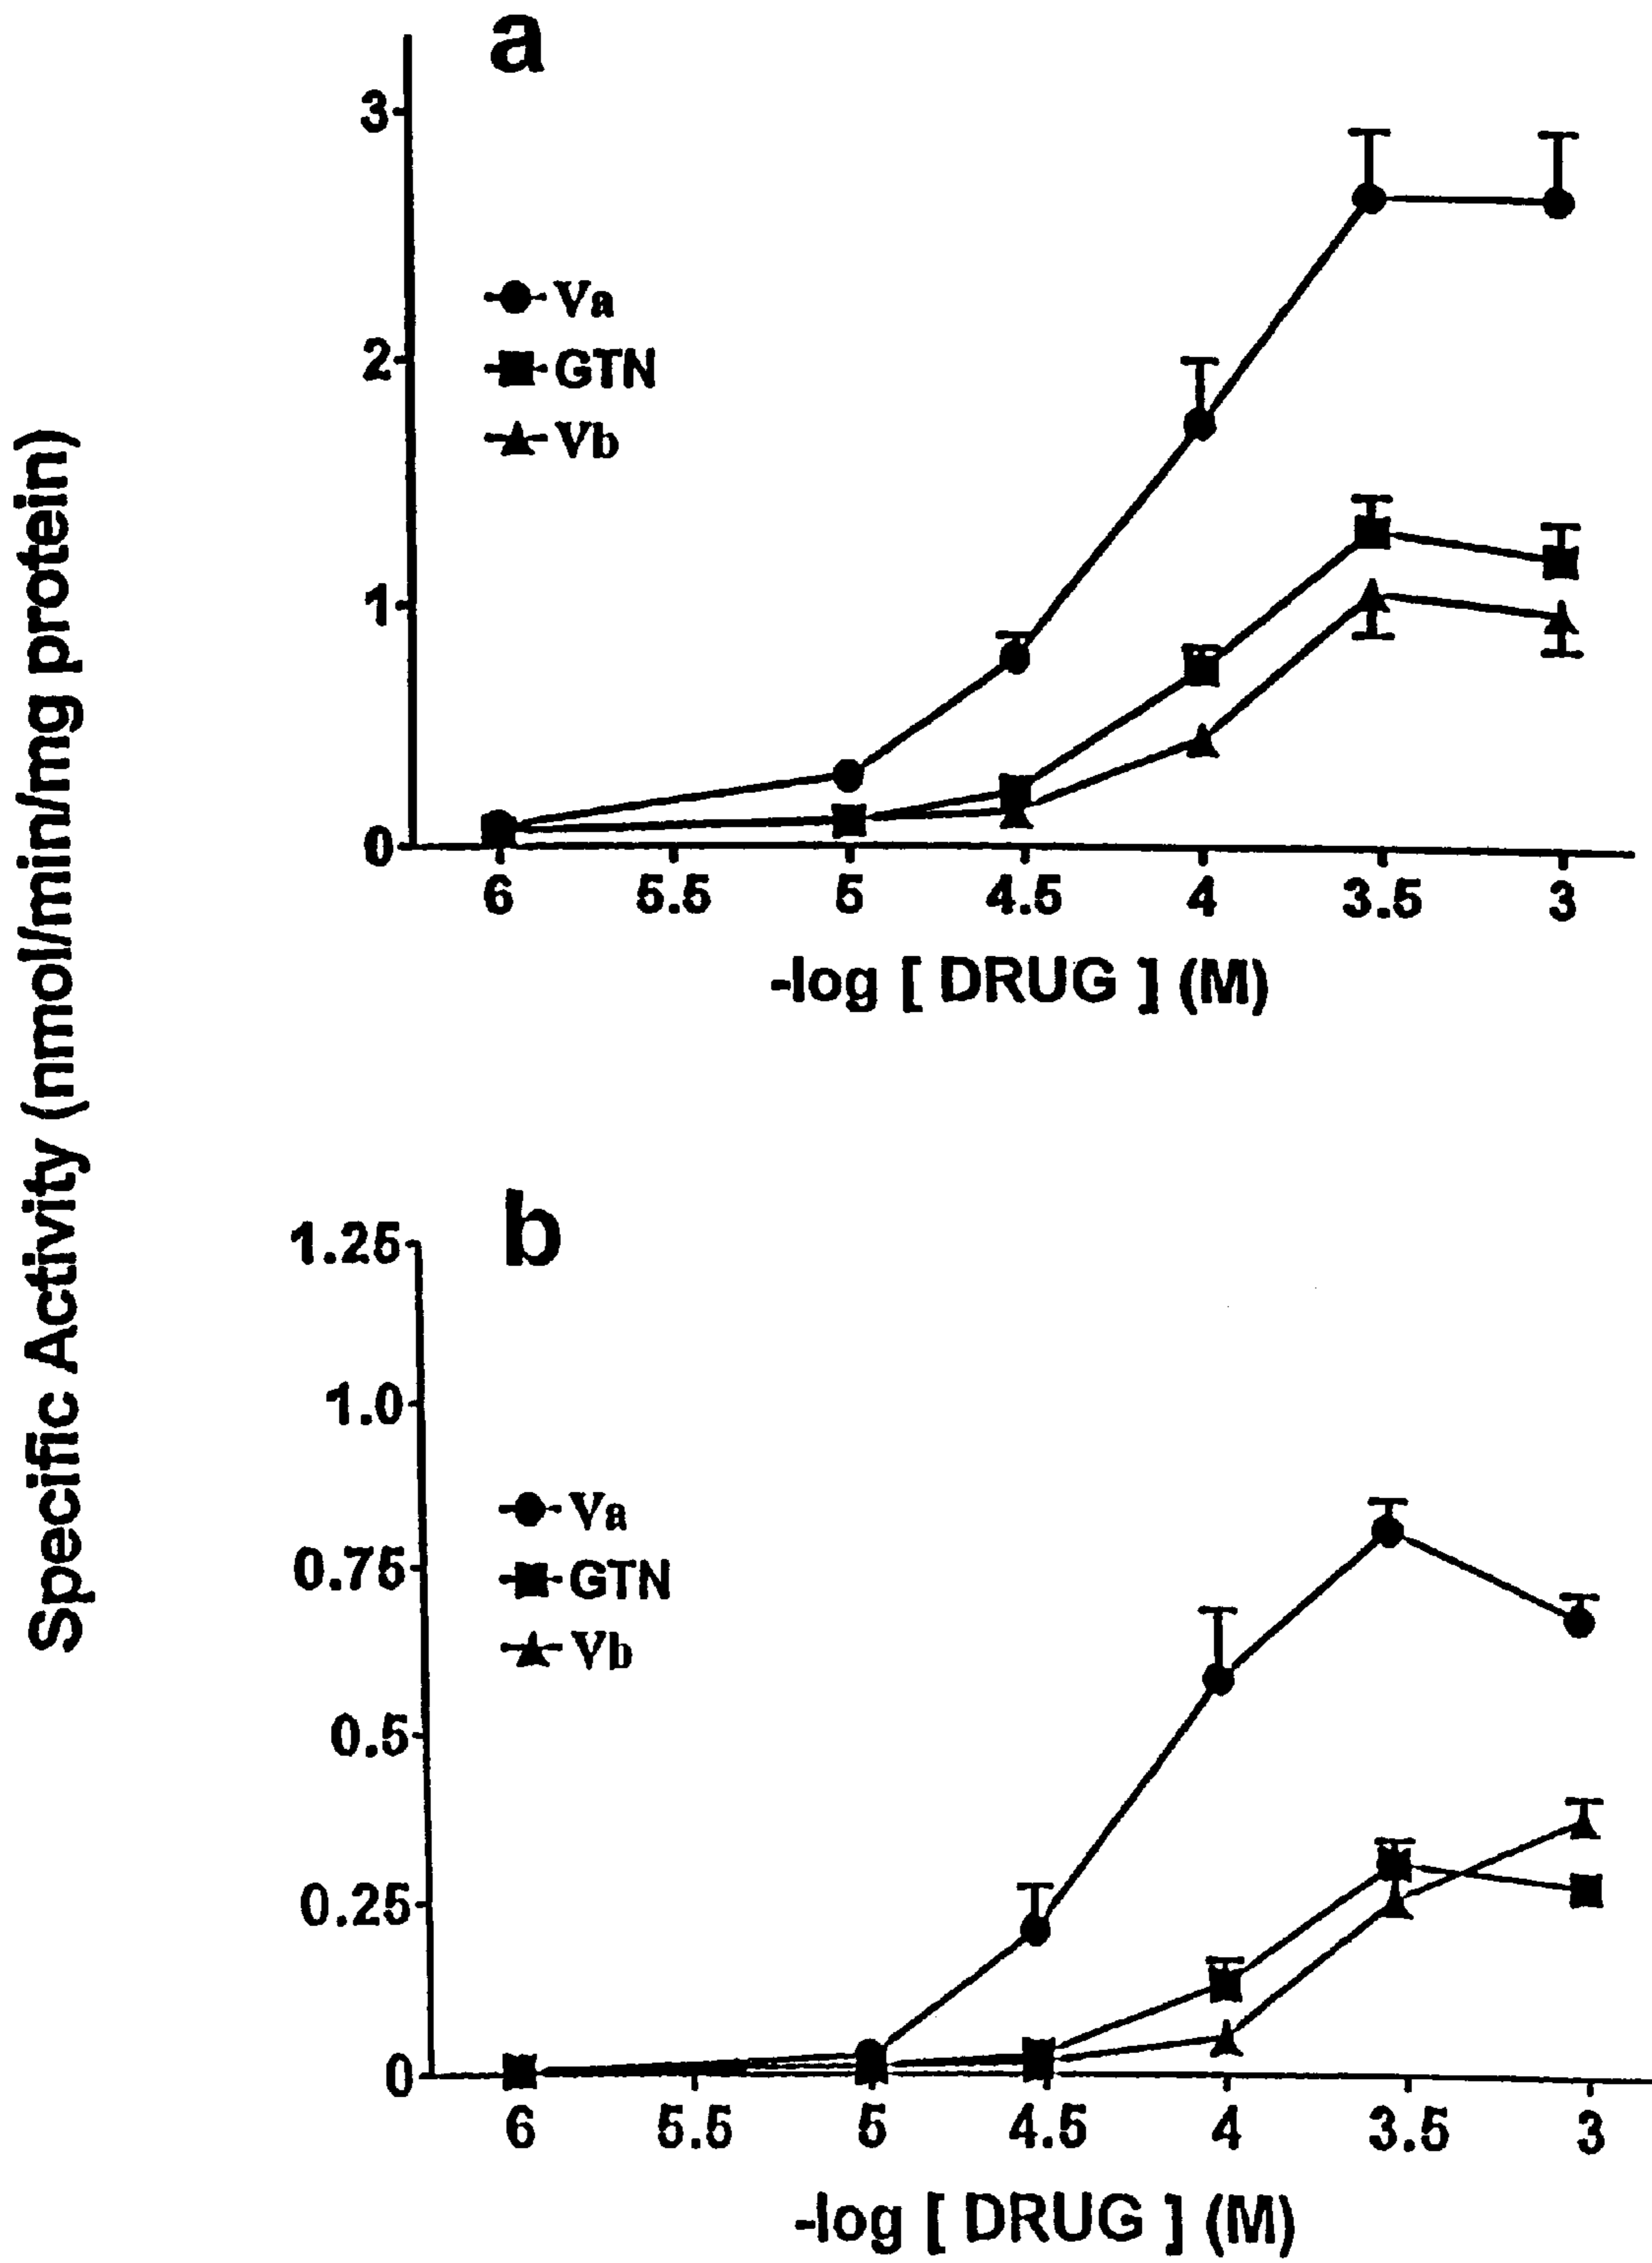 Specific Activity (nmol/min/mg protein)
a
3
2
1
0
Va
GTN
Vb
6 5.5 5 4.5 4 3.5 3
-log [ DRUG ] (M)
b
1.25
1.0
0.75
0.5
0.25
0
Va
GTN
Vb
6 5.5 5 4.5 4 3.5 3
-log [ DRUG ] (M)